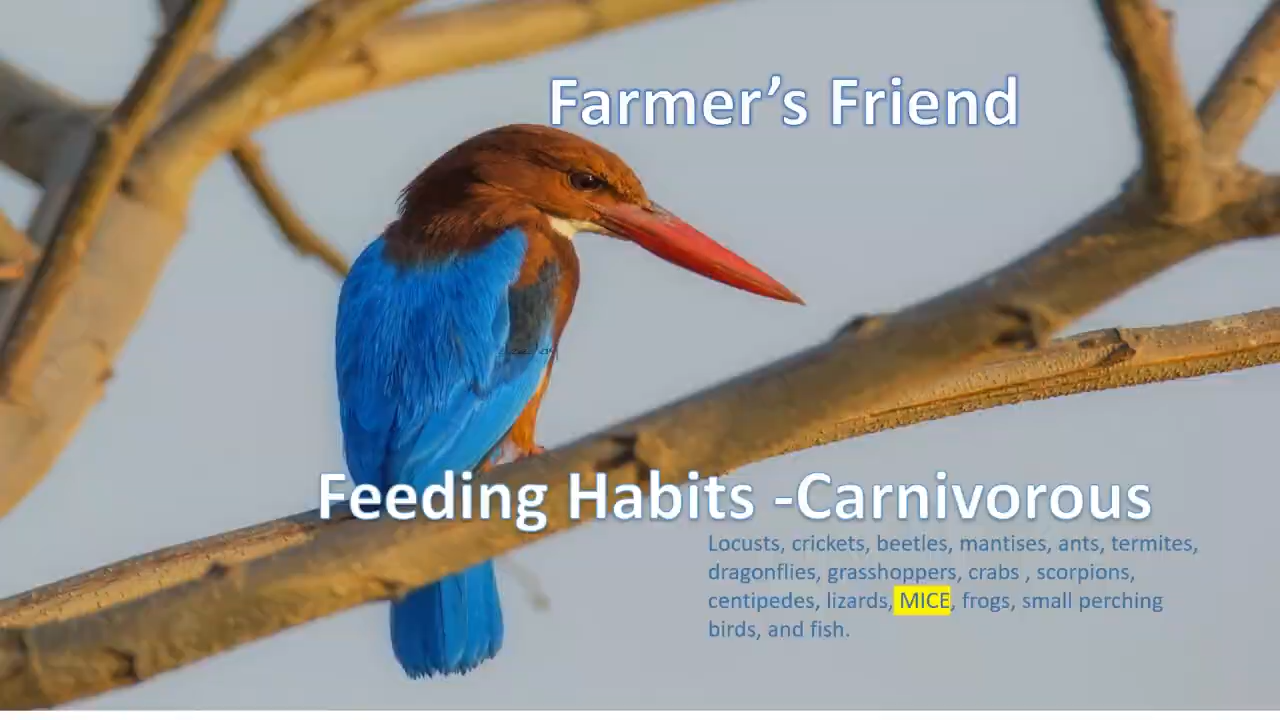 Farmer’s Friend
Feeding Habits -Carnivorous
Locusts, crickets, beetles, mantises, ants, termites,
dragonflies, grasshoppers, crabs , scorpions,
centipedes, lizards, MICE, frogs, small perching
birds, and fish.